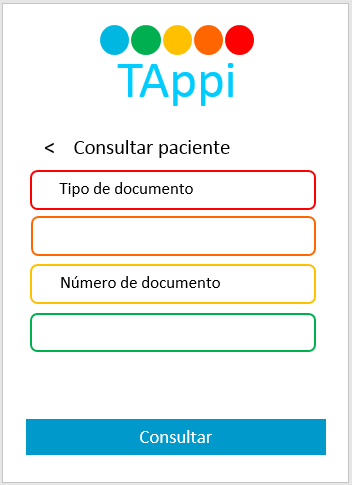 TAppi
< Consultar paciente
Tipo de documento
Número de documento
Consultar